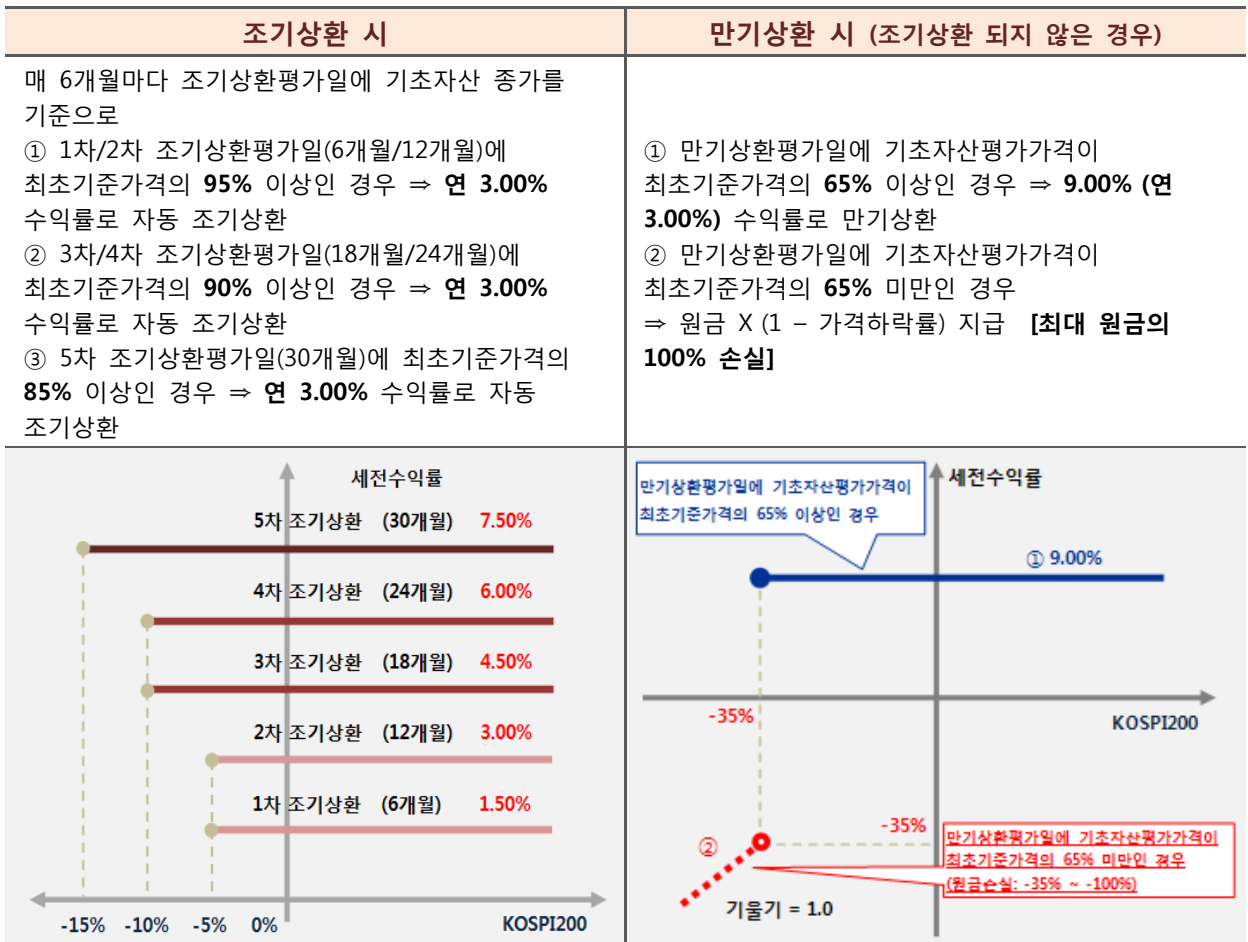 조기상환 시
만기상환 시 (조기상환 되지 않은 경우)
매 6개월마다 조기상환평가일에 기초자산 종가를
기준으로
① 1차/2차 조기상환평가일(6개월/12개월)에
최초기준가격의 95% 이상인 경우 ⇒ 연 3.00%
수익률로 자동 조기상환
② 3차/4차 조기상환평가일(18개월/24개월)에
최초기준가격의 90% 이상인 경우 ⇒ 연 3.00%
수익률로 자동 조기상환
③ 5차 조기상환평가일(30개월)에 최초기준가격의
85% 이상인 경우 ⇒ 연 3.00% 수익률로 자동
조기상환
① 만기상환평가일에 기초자산평가가격이
최초기준가격의 65% 이상인 경우 ⇒ 9.00% (연
3.00%) 수익률로 만기상환
② 만기상환평가일에 기초자산평가가격이
최초기준가격의 65% 미만인 경우
⇒ 원금 X (1 – 가격하락률) 지급 [최대 원금의
100% 손실]
세전수익률
5차 조기상환 (30개월) 7.50%
4차 조기상환 (24개월) 6.00%
3차 조기상환 (18개월) 4.50%
2차 조기상환 (12개월) 3.00%
1차 조기상환 (6개월) 1.50%
-15% -10% -5% 0% KOSPI200
만기상환평가일에 기초자산평가가격이
최초기준가격의 65% 이상인 경우
세전수익률
① 9.00%
-35%
KOSPI200
-35%
②
만기상환평가일에 기초자산평가가격이
최초기준가격의 65% 미만인 경우
(원금손실: -35% ~ -100%)
기울기 = 1.0